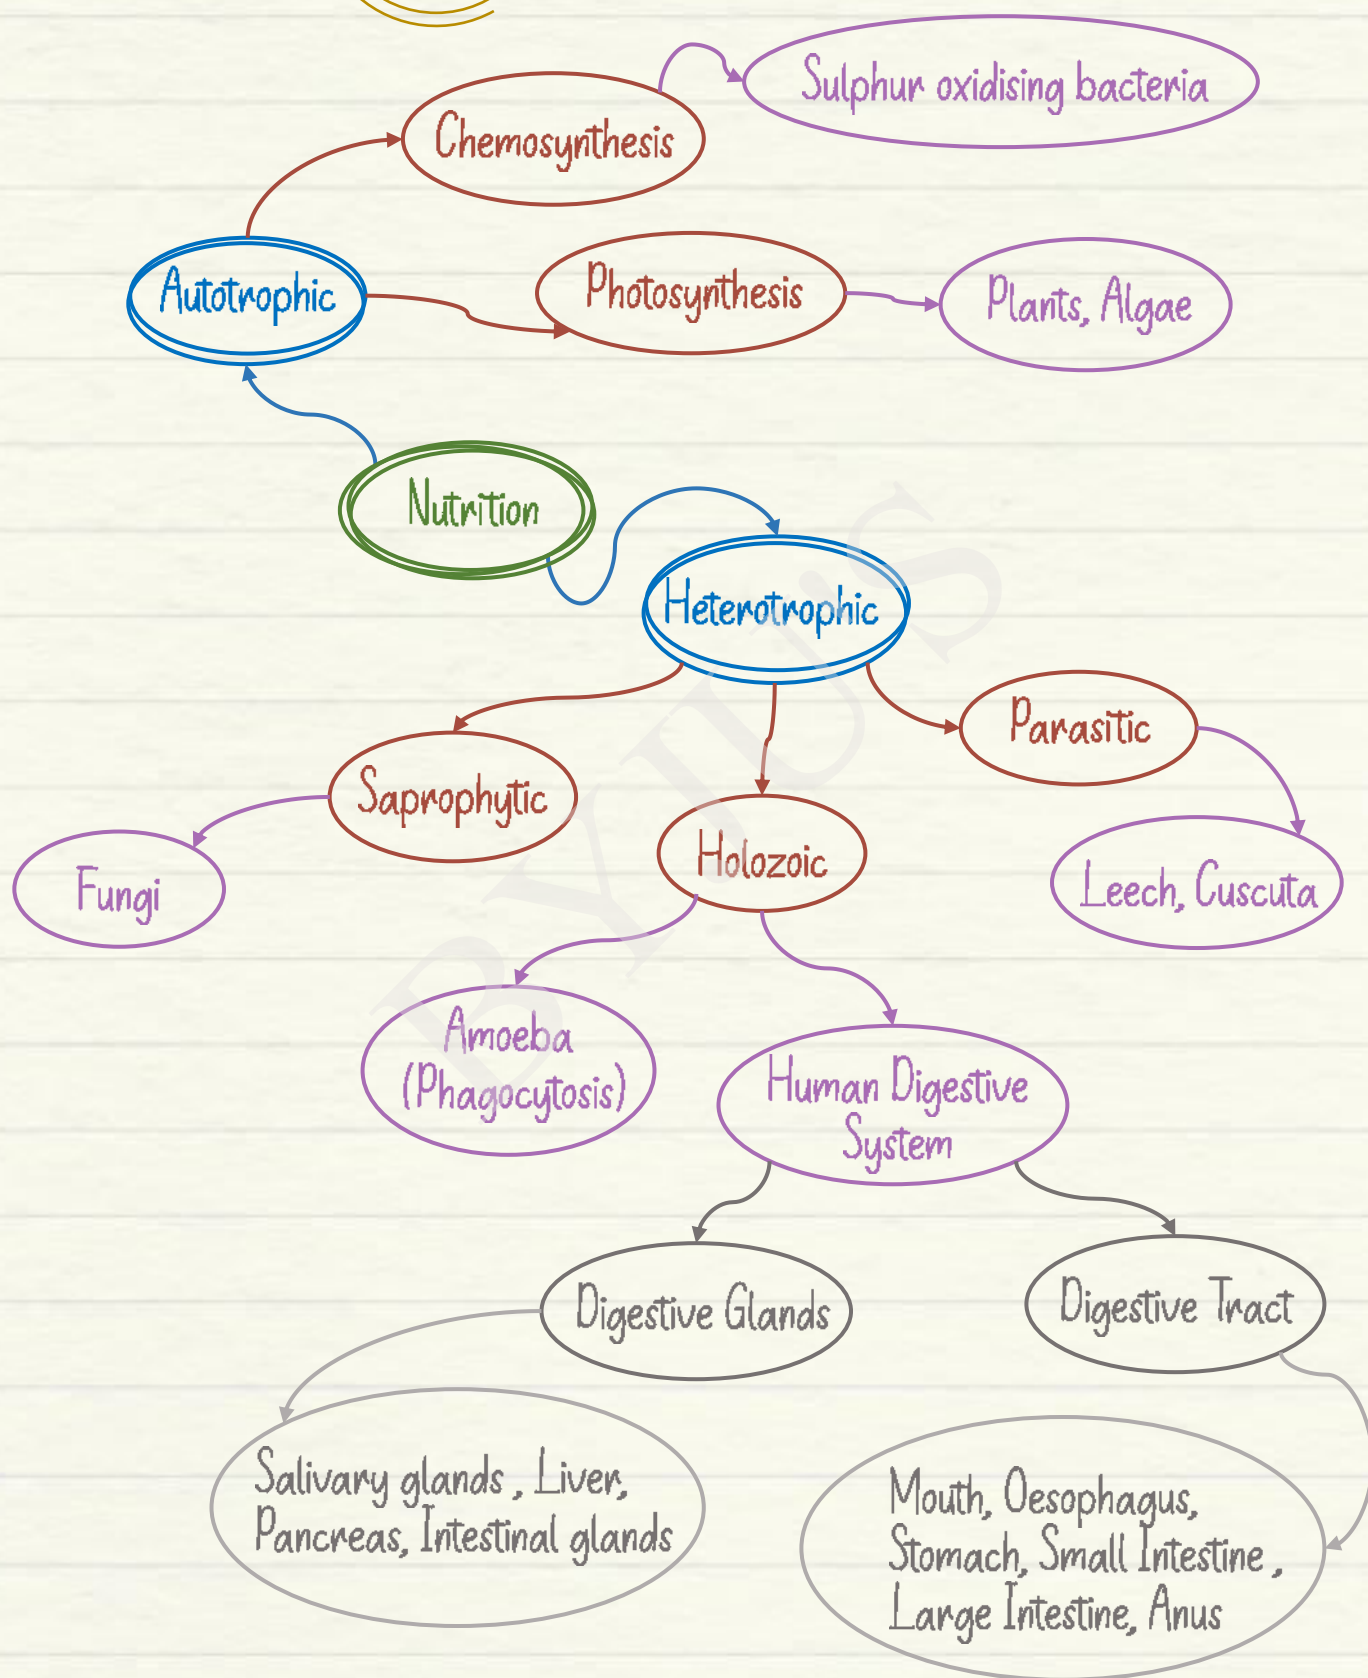 Sulphur oxidising bacteria
Chemosynthesis
Autotrophic
Photosynthesis
Plants, Algae
Nutrition
Heterotrophic
Parasitic
Saprophytic
Holozoic
Leech, Cuscuta
Fungi
Amoeba
(Phagocytosis)
Human Digestive
System
Digestive Glands
Digestive Tract
Salivary glands , Liver,
Pancreas, Intestinal glands
Mouth, Oesophagus,
Stomach, Small Intestine ,
Large Intestine, Anus
BYJU'S